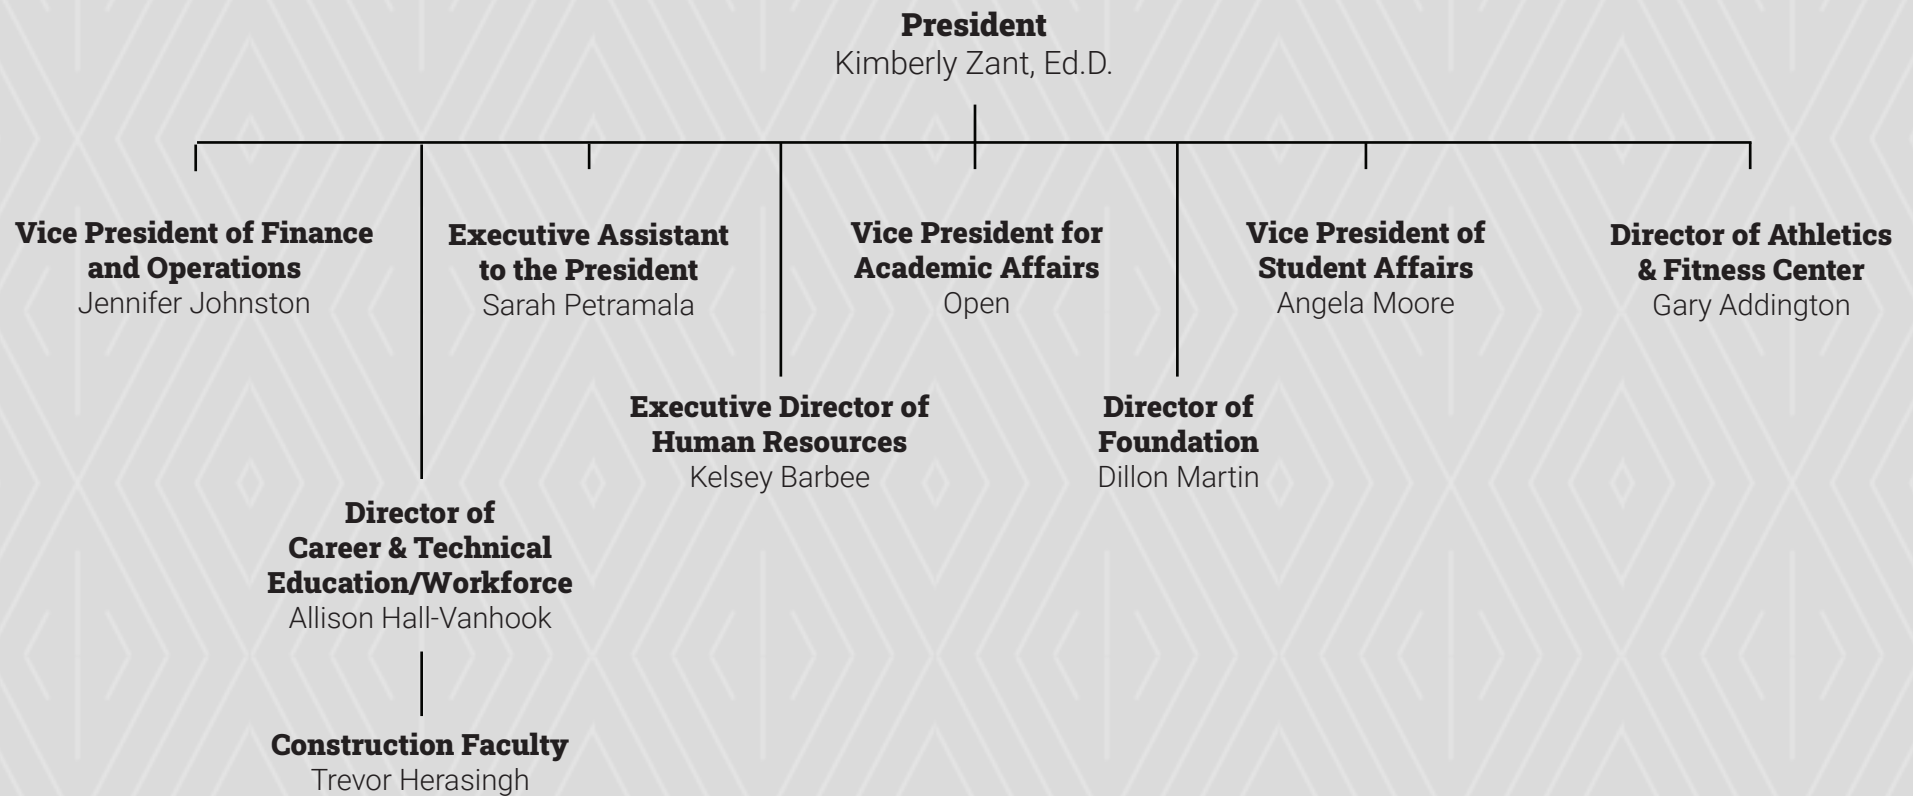 President
Kimberly Zant, Ed.D.
Vice President of Finance
and Operations
Jennifer Johnston
Executive Assistant
to the President
Sarah Petramala
Vice President for
Academic Affairs
Open
Vice President of
Student Affairs
Angela Moore
Director of Athletics
& Fitness Center
Gary Addington
Executive Director of
Human Resources
Kelsey Barbee
Director of
Foundation
Dillon Martin
Director of
Career & Technical
Education/Workforce
Allison Hall-Vanhook
Construction Faculty
Trevor Herasingh